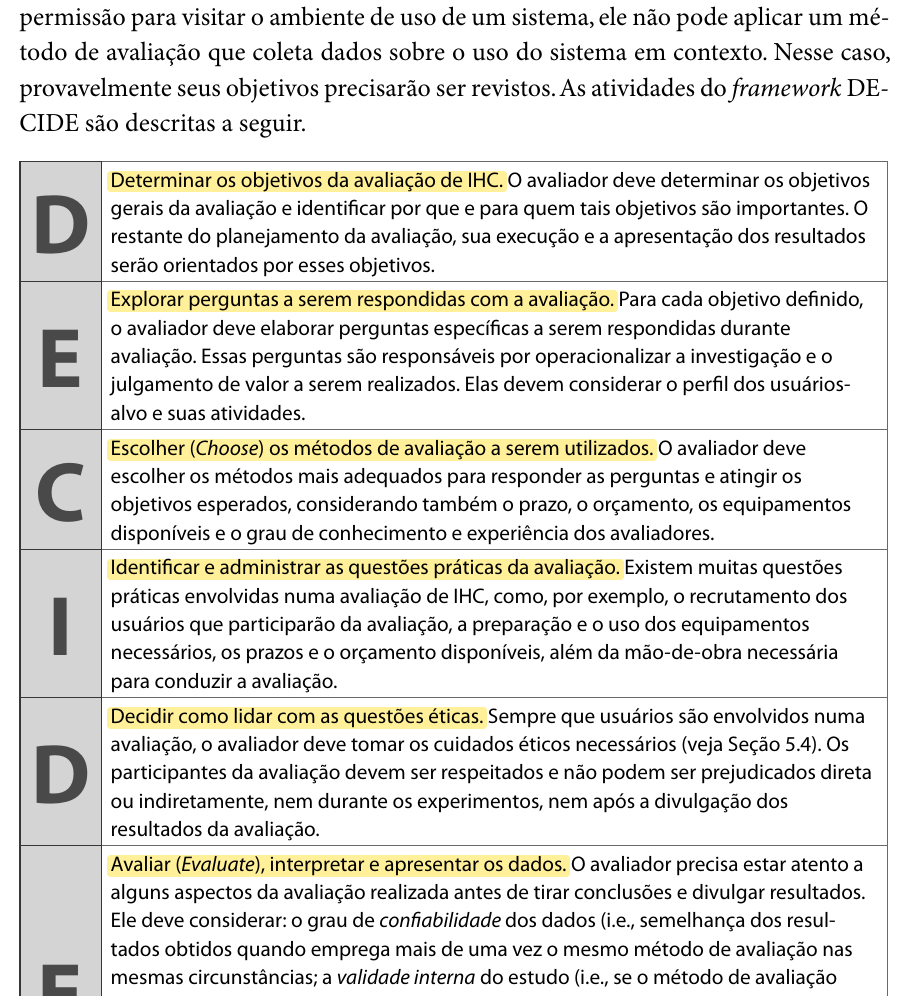 permissão para visitar o ambiente de uso de um sistema, ele não pode aplicar um mé-
todo de avaliação que coleta dados sobre o uso do sistema em contexto. Nesse caso,
provavelmente seus objetivos precisarão ser revistos. As atividades do framework DE-
CIDE são descritas a seguir.
D
Determinar os objetivos da avaliação de IHC. O avaliador deve determinar os objetivos
gerais da avaliação e identificar por que e para quem tais objetivos são importantes. O
restante do planejamento da avaliação, sua execução e a apresentação dos resultados
serão orientados por esses objetivos.
E
Explorar perguntas a serem respondidas com a avaliação. Para cada objetivo definido,
o avaliador deve elaborar perguntas específicas a serem respondidas durante
avaliação. Essas perguntas são responsáveis por operacionalizar a investigação e o
julgamento de valor a serem realizados. Elas devem considerar o perfil dos usuários-
alvo e suas atividades.
C
Escolher (Choose) os métodos de avaliação a serem utilizados. O avaliador deve
escolher os métodos mais adequados para responder as perguntas e atingir os
objetivos esperados, considerando também o prazo, o orçamento, os equipamentos
disponíveis e o grau de conhecimento e experiência dos avaliadores.
I
Identificar e administrar as questões práticas da avaliação. Existem muitas questões
práticas envolvidas numa avaliação de IHC, como, por exemplo, o recrutamento dos
usuários que participarão da avaliação, a preparação e o uso dos equipamentos
necessários, os prazos e o orçamento disponíveis, além da mão-de-obra necessária
para conduzir a avaliação.
D
Decidir como lidar com as questões éticas. Sempre que usuários são envolvidos numa
avaliação, o avaliador deve tomar os cuidados éticos necessários (veja Seção 5.4). Os
participantes da avaliação devem ser respeitados e não podem ser prejudicados direta
ou indiretamente, nem durante os experimentos, nem após a divulgação dos
resultados da avaliação.
E
Avaliar (Evaluate), interpretar e apresentar os dados. O avaliador precisa estar atento a
alguns aspectos da avaliação realizada antes de tirar conclusões e divulgar resultados.
Ele deve considerar: o grau de confiabilidade dos dados (i.e., semelhança dos resul-
tados obtidos quando emprega mais de uma vez o mesmo método de avaliação nas
mesmas circunstâncias; a validade interna do estudo (i.e., se o método de avaliação